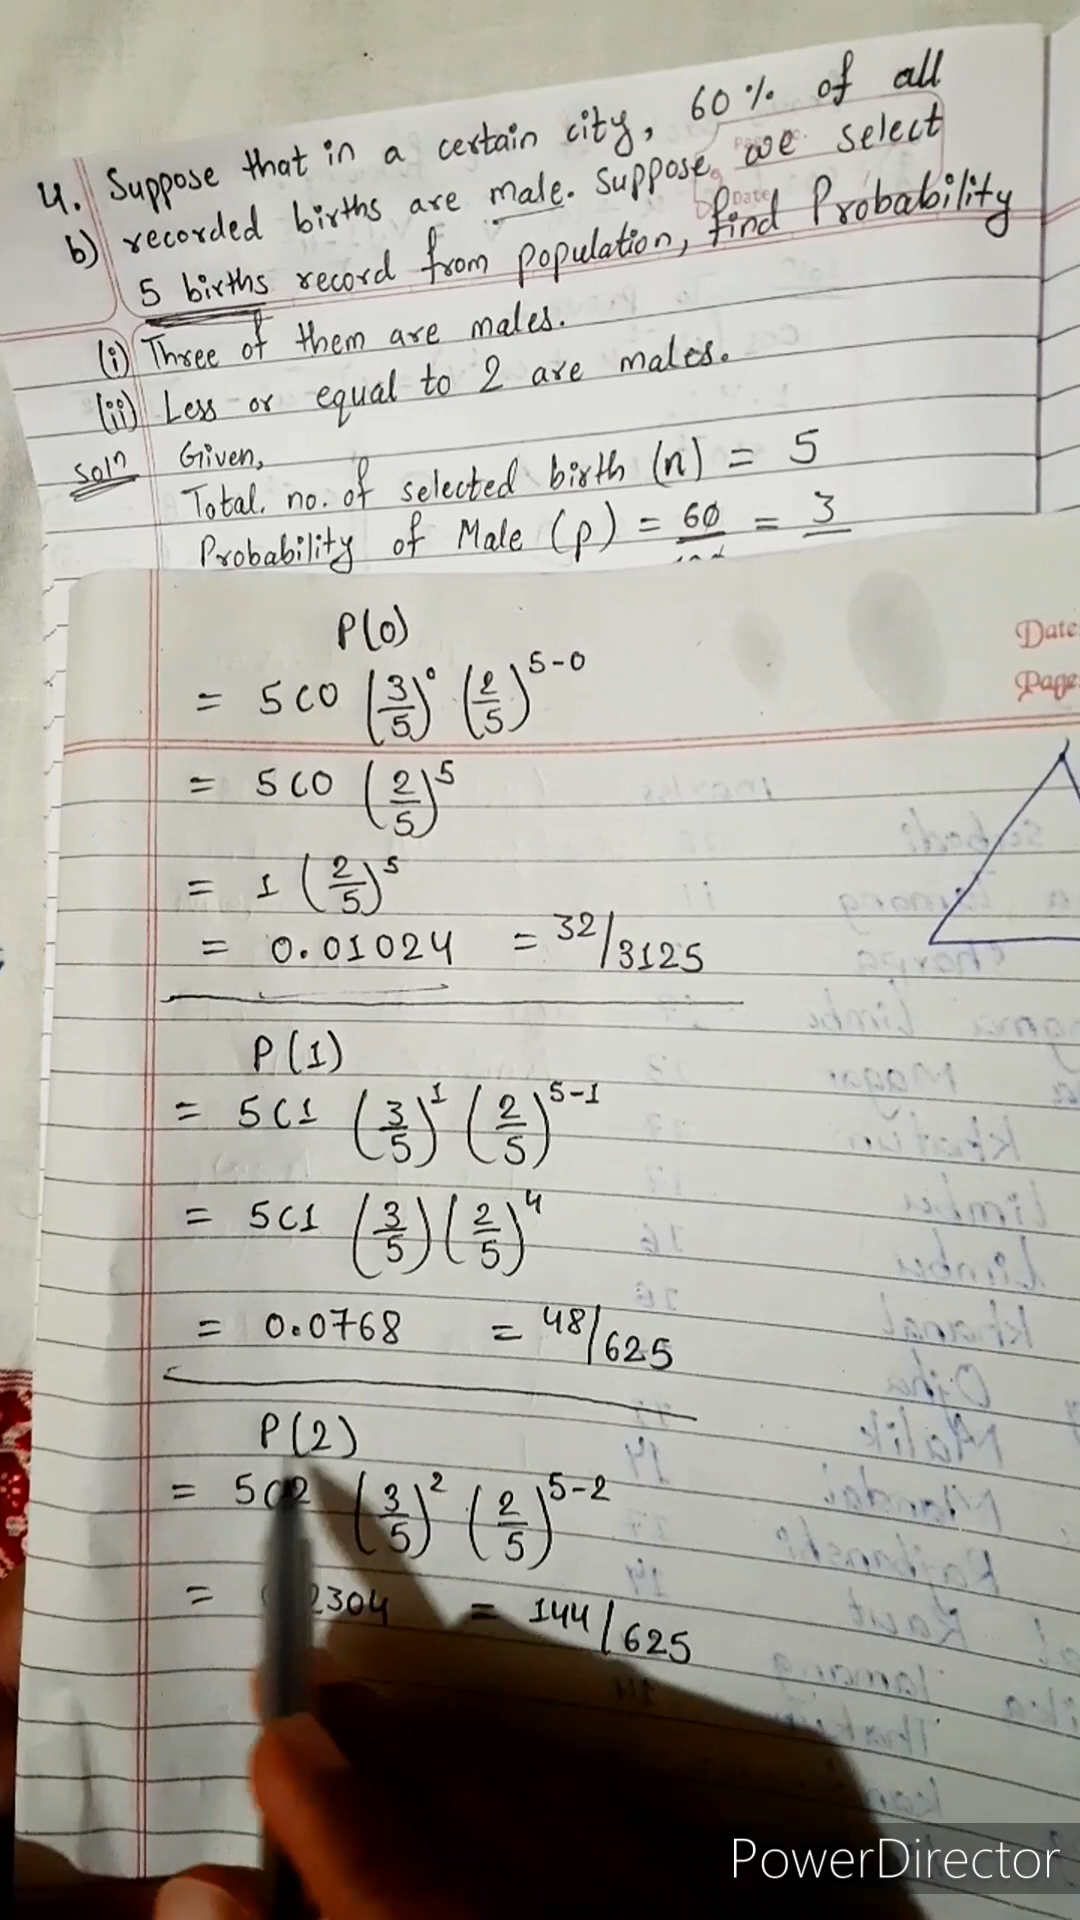 4. Suppose that in a certain city, 60% of all
b) recorded births are male. Suppose, we select
5 births record from population, find Probability
(i) Three of them are males.
(ii) Less or equal to 2 are males.
Soln Given,
Total. no. of selected birth (n) = 5
Probability of Male (p) = 60 = 3
Date
Page
P(0)
= 5C0 (3/5)^0 (2/5)^5-0
= 5C0 (2/5)^5
= 1 (2/5)^5
= 0.01024 = 32/3125
P(1)
= 5C1 (3/5)^1 (2/5)^5-1
= 5C1 (3/5) (2/5)^4
= 0.0768 = 48/625
P(2)
= 5C2 (3/5)^2 (2/5)^5-2
= 2304 = 144/625
PowerDirector